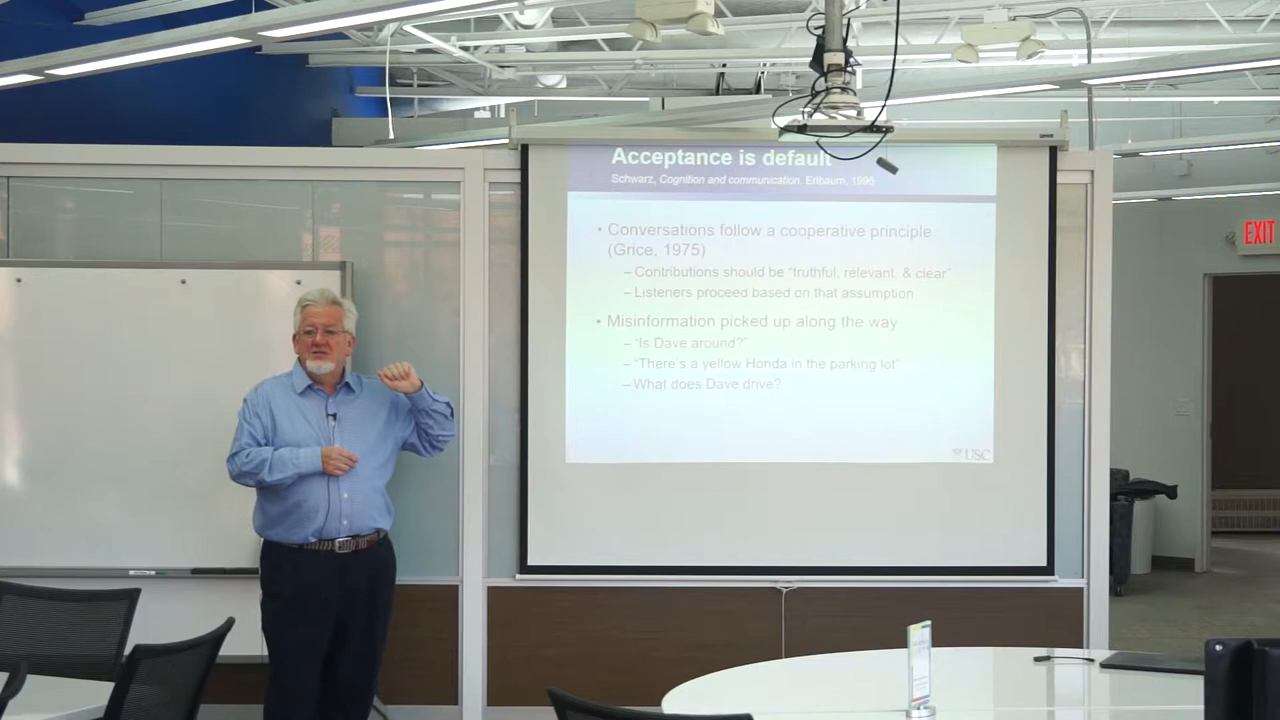 Acceptance is default
Schwarz, Cognition and communication. Erlbaum, 1996
• Conversations follow a cooperative principle
(Grice, 1975)
– Contributions should be “truthful, relevant, & clear”
– Listeners proceed based on that assumption
• Misinformation picked up along the way
– “Is Dave around?”
– “There’s a yellow Honda in the parking lot”
– What does Dave drive?
USC
EXIT